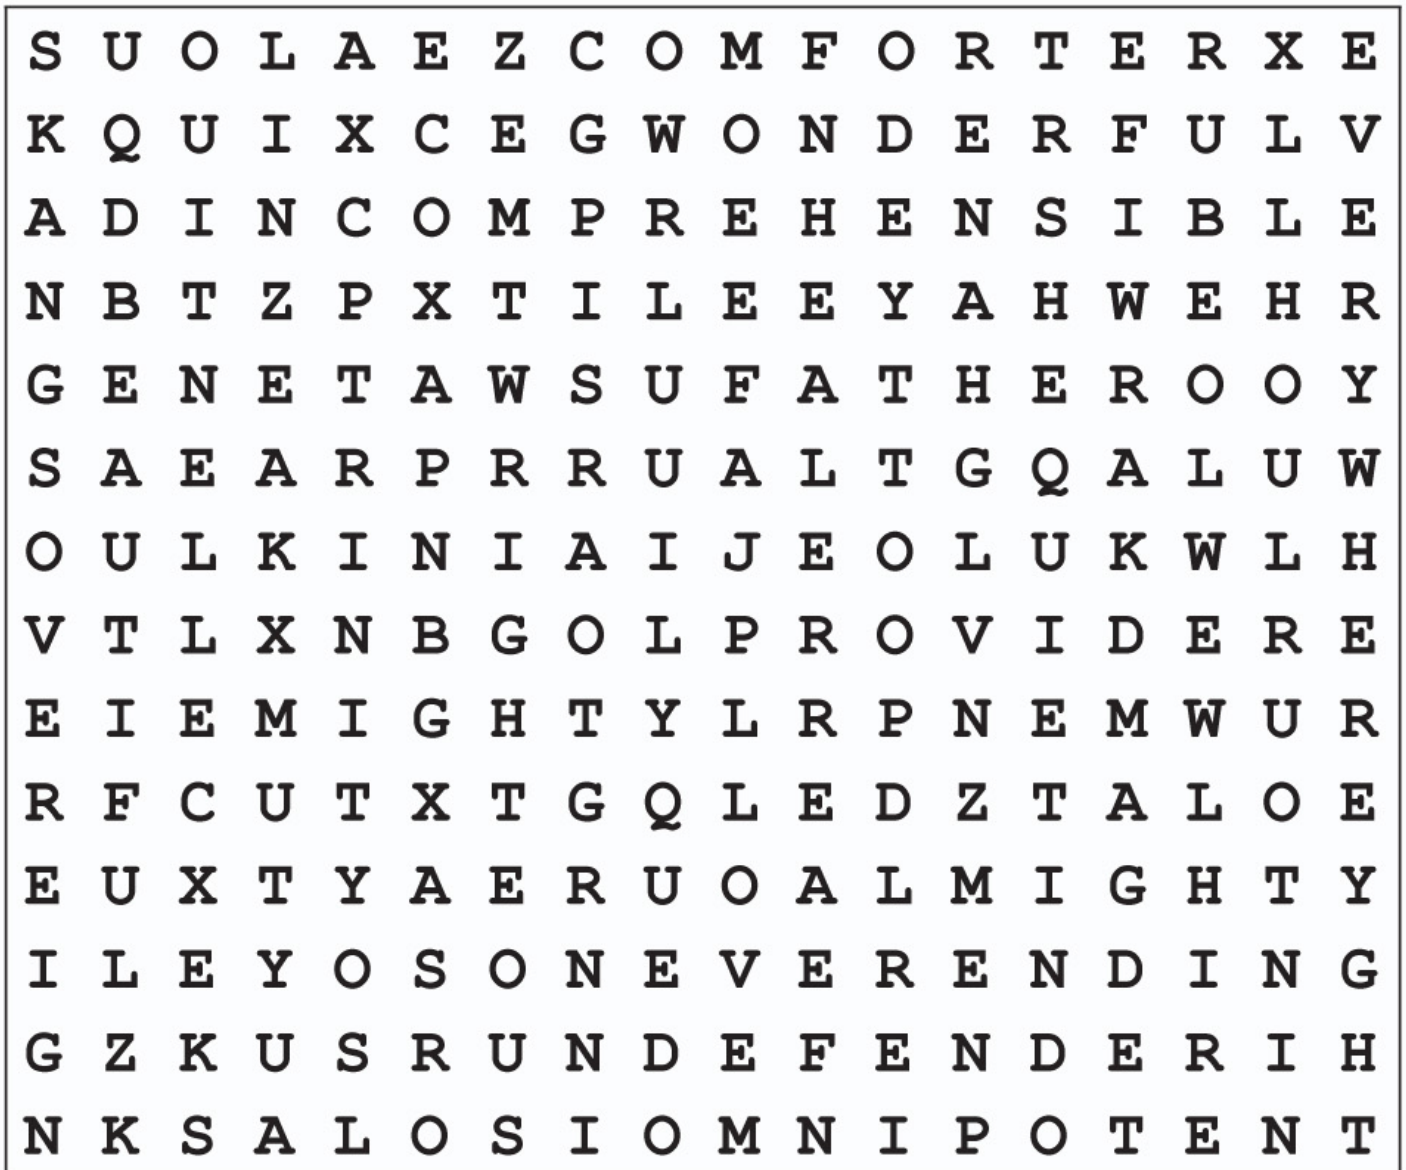 S U O L A E Z C O M F O R T E R X E
K Q U I X C E G W O N D E R F U L V
A D I N C O M P R E H E N S I B L E
N B T Z P X T I L E E Y A H W E H R
G E N E T A W S U F A T H E R O O Y
S A E A R P R R U A L T G Q A L U W
O U L K I N I A I J E O L U K W L H
V T L X N B G O L P R O V I D E R E
E I E M I G H T Y L R P N E M W U R
R F C U T X T G Q L E D Z T A L O E
E U X T Y A E R U O A L M I G H T Y
I L E Y O S O N E V E R E N D I N G
G Z K U S R U N D E F E N D E R I H
N K S A L O S I O M N I P O T E N T